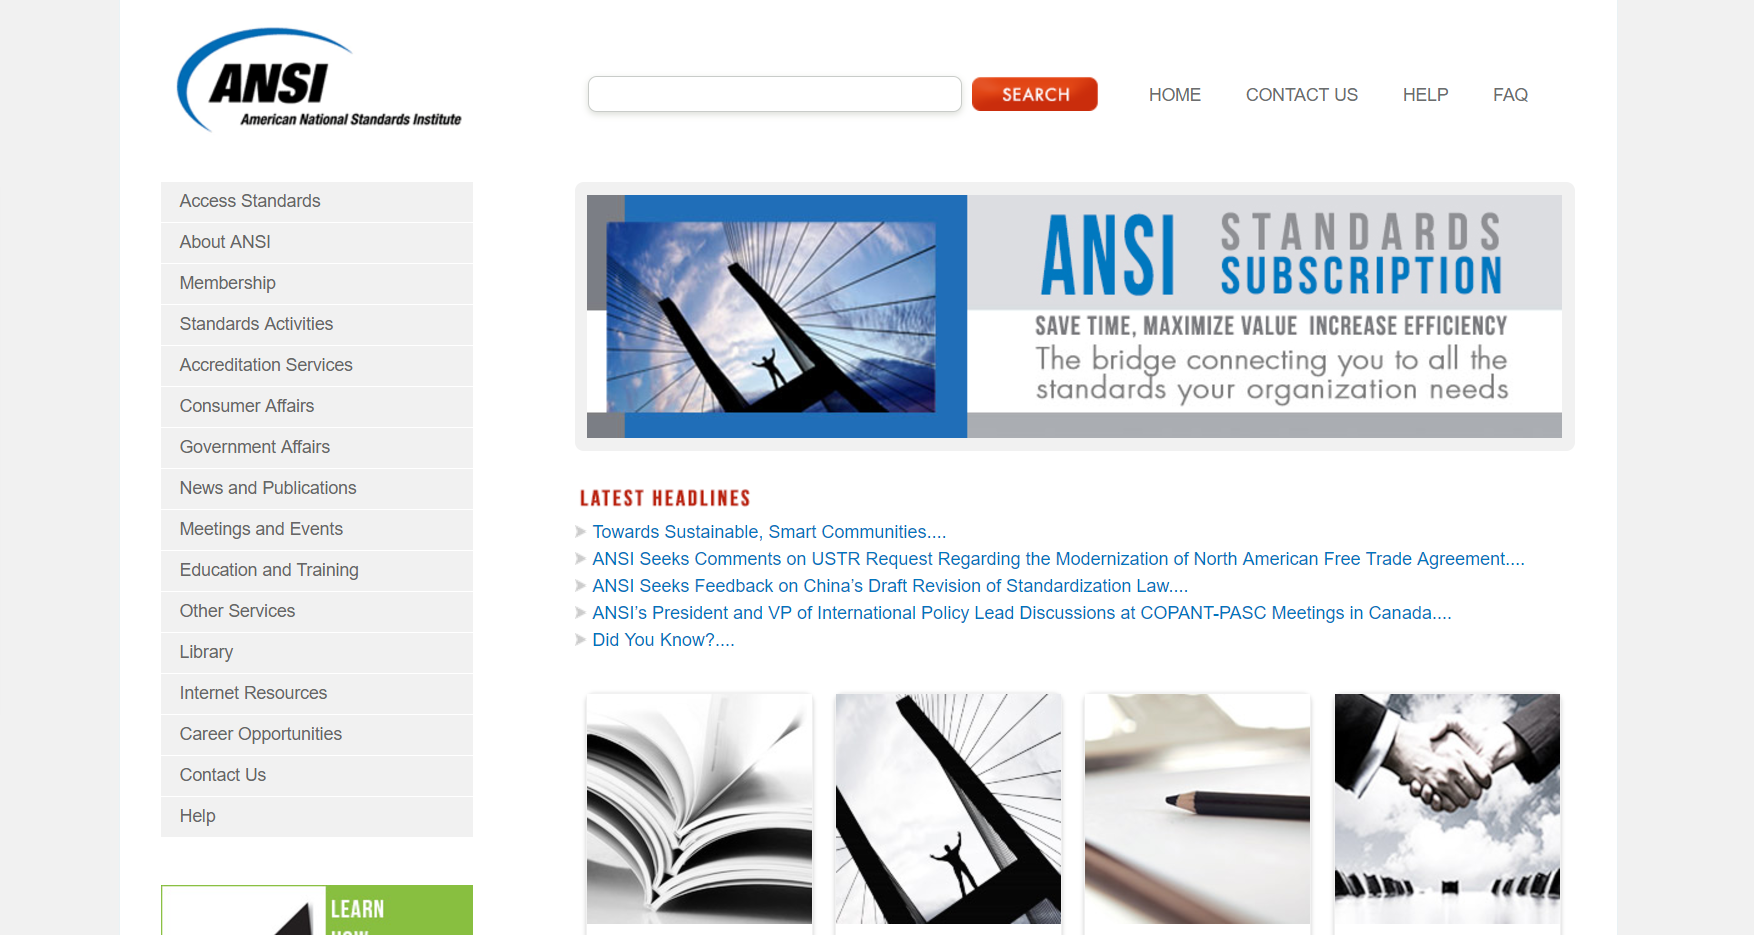 ANSI
American National Standards Institute
SEARCH
HOME
CONTACT US
HELP
FAQ
Access Standards
About ANSI
Membership
Standards Activities
Accreditation Services
Consumer Affairs
Government Affairs
News and Publications
Meetings and Events
Education and Training
Other Services
Library
Internet Resources
Career Opportunities
Contact Us
Help
LEARN
HOW
ANSI STANDARDS
SUBSCRIPTION
SAVE TIME, MAXIMIZE VALUE INCREASE EFFICIENCY
The bridge connecting you to all the
standards your organization needs
LATEST HEADLINES
Towards Sustainable, Smart Communities....
ANSI Seeks Comments on USTR Request Regarding the Modernization of North American Free Trade Agreement....
ANSI Seeks Feedback on China’s Draft Revision of Standardization Law....
ANSI’s President and VP of International Policy Lead Discussions at COPANT-PASC Meetings in Canada....
Did You Know?....